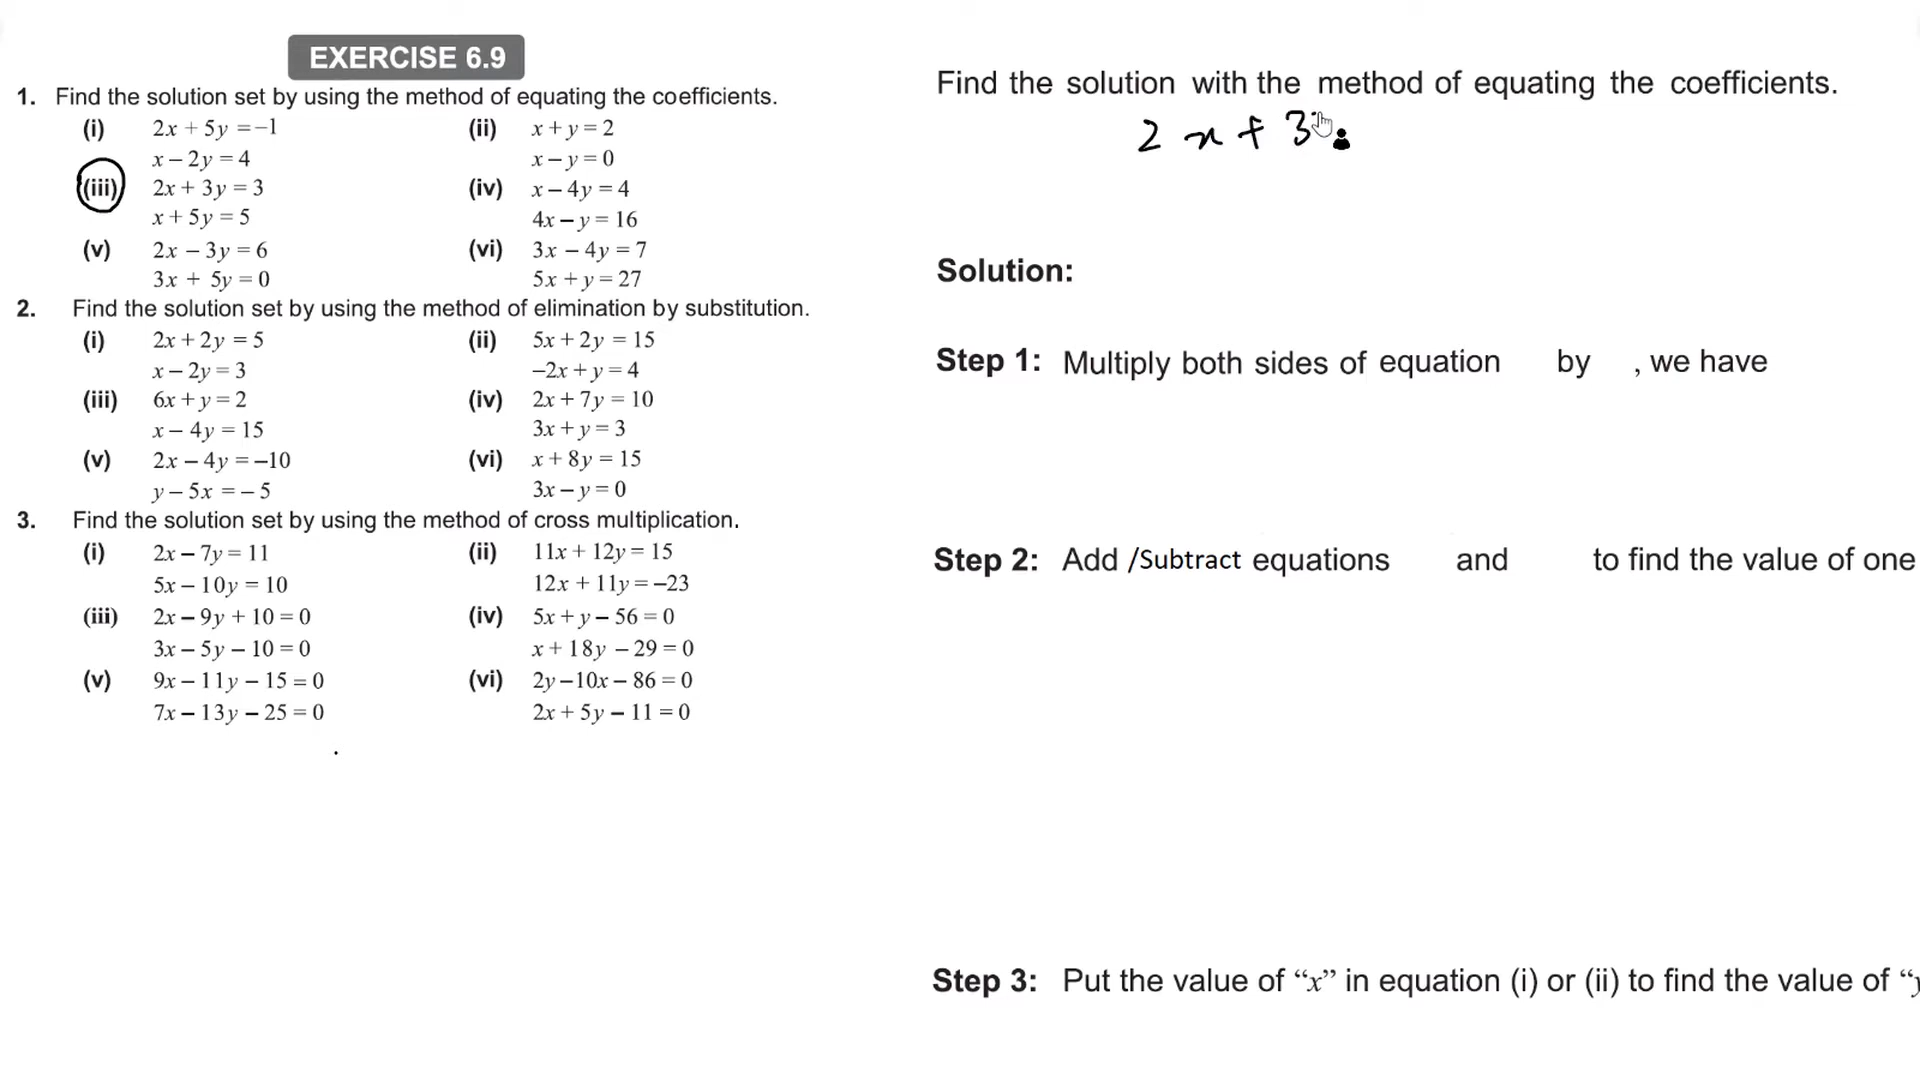 EXERCISE 6.9
1. Find the solution set by using the method of equating the coefficients.
(i) 2x + 5y = –1 (ii) x + y = 2
x – 2y = 4 x – y = 0
(iii) 2x + 3y = 3 (iv) x – 4y = 4
x + 5y = 5 4x – y = 16
(v) 2x – 3y = 6 (vi) 3x – 4y = 7
3x + 5y = 0 5x + y = 27
2. Find the solution set by using the method of elimination by substitution.
(i) 2x + 2y = 5 (ii) 5x + 2y = 15
x – 2y = 3 –2x + y = 4
(iii) 6x + y = 2 (iv) 2x + 7y = 10
x – 4y = 15 3x + y = 3
(v) 2x – 4y = –10 (vi) x + 8y = 15
y – 5x = – 5 3x – y = 0
3. Find the solution set by using the method of cross multiplication.
(i) 2x – 7y = 11 (ii) 11x + 12y = 15
5x – 10y = 10 12x + 11y = –23
(iii) 2x – 9y + 10 = 0 (iv) 5x + y – 56 = 0
3x – 5y – 10 = 0 x + 18y – 29 = 0
(v) 9x – 11y – 15 = 0 (vi) 2y –10x – 86 = 0
7x – 13y – 25 = 0 2x + 5y – 11 = 0
Find the solution with the method of equating the coefficients.
2x + 3
Solution:
Step 1: Multiply both sides of equation by , we have
Step 2: Add /Subtract equations and to find the value of one
Step 3: Put the value of “x” in equation (i) or (ii) to find the value of “y